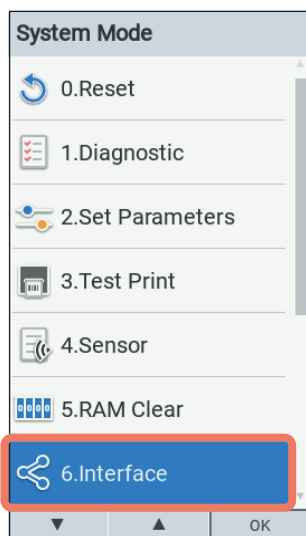 System Mode
0.Reset
1.Diagnostic
2.Set Parameters
3.Test Print
4.Sensor
5.RAM Clear
6.Interface
▼ ▲ OK